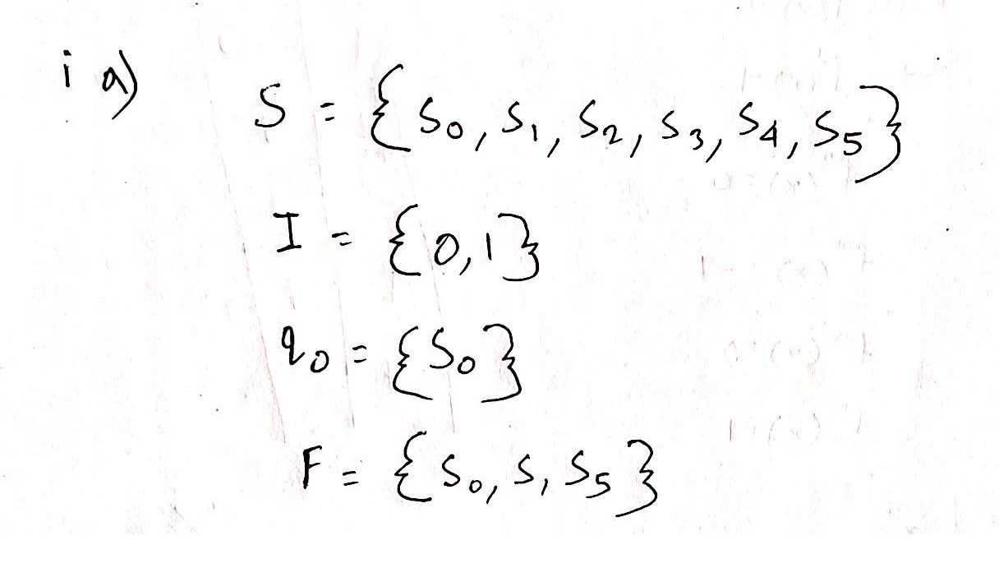 i a)
S = {S₀, S₁, S₂, S₃, S₄, S₅}
I = {0,1}
q₀ = {S₀}
F = {S₀, S, S₅}